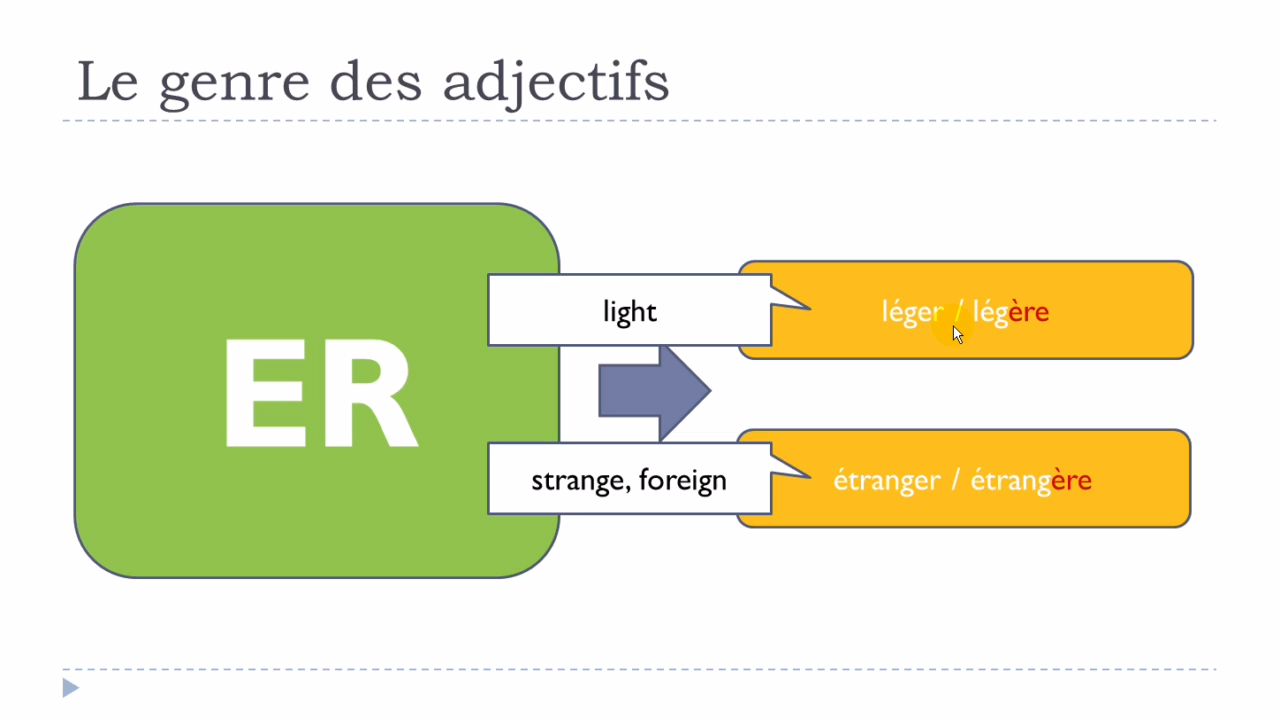 Le genre des adjectifs
ER
light
léger / légère
strange, foreign
étranger / étrangère